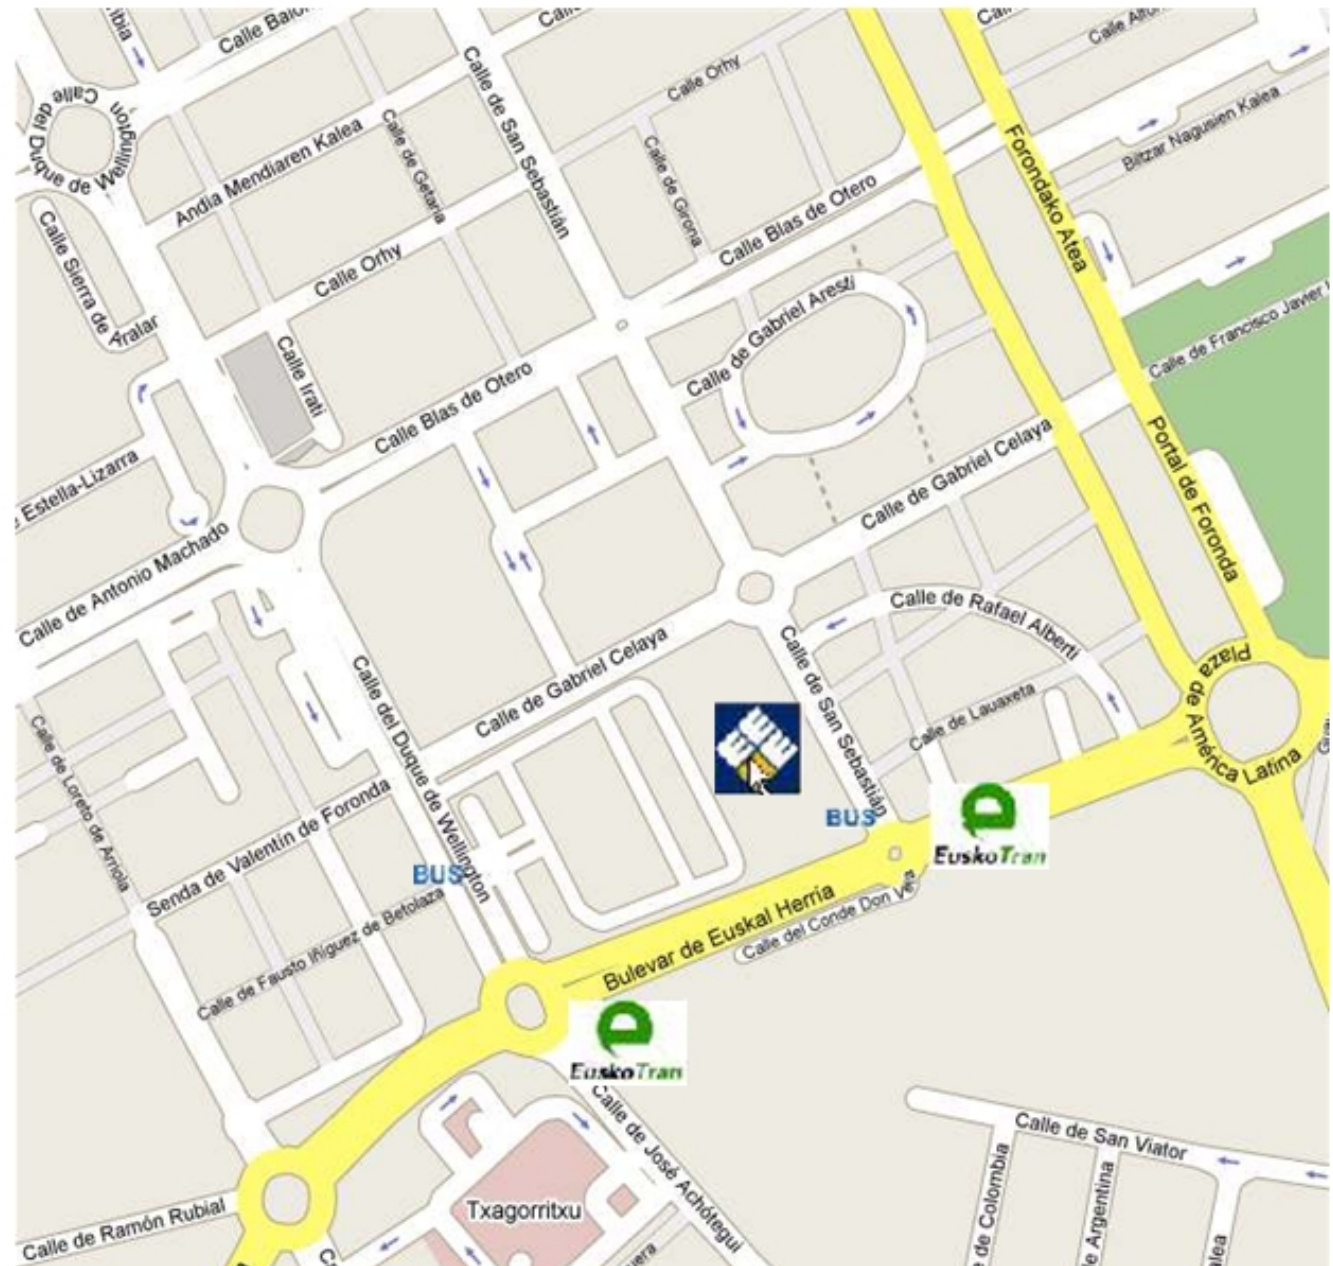 Calle
Calle
Calle Orhy
Calle Alfon
Calle del Duque de Wellington
Calle de San Sebastián
Forondako Atea
Biltzar Nagusien Kalea
Andia Mendiaren Kalea
Calle de Getaria
Calle de Girona
Calle Blas de Otero
Calle Sierra de
Aralar
Calle Orhy
Calle de Gabriel Aresti
Calle de Francisco Javier
Calle Irati
Calle Blas de Otero
Estella-Lizarra
Calle de Gabriel Celaya
Portal de Foronda
Calle de Antonio Machado
Calle de Rafael Alberti
Plaza de América Latina
Calle de Gabriel Celaya
Calle del Duque de Wellington
Calle de San Sebastián
Calle de Lauaxeta
Calle de Loreto de Arriola
BUS
EuskoTran
Senda de Valentín de Foronda
BUS
Calle de Fausto Iñiguez de Betolaza
Bulevar de Euskal Herria
Calle del Conde Don Vela
EuskoTran
Calle de José Achótegui
Calle de San Viator
de Colombia
Argentina
alea
Txagorritxu
Calle de Ramón Rubial